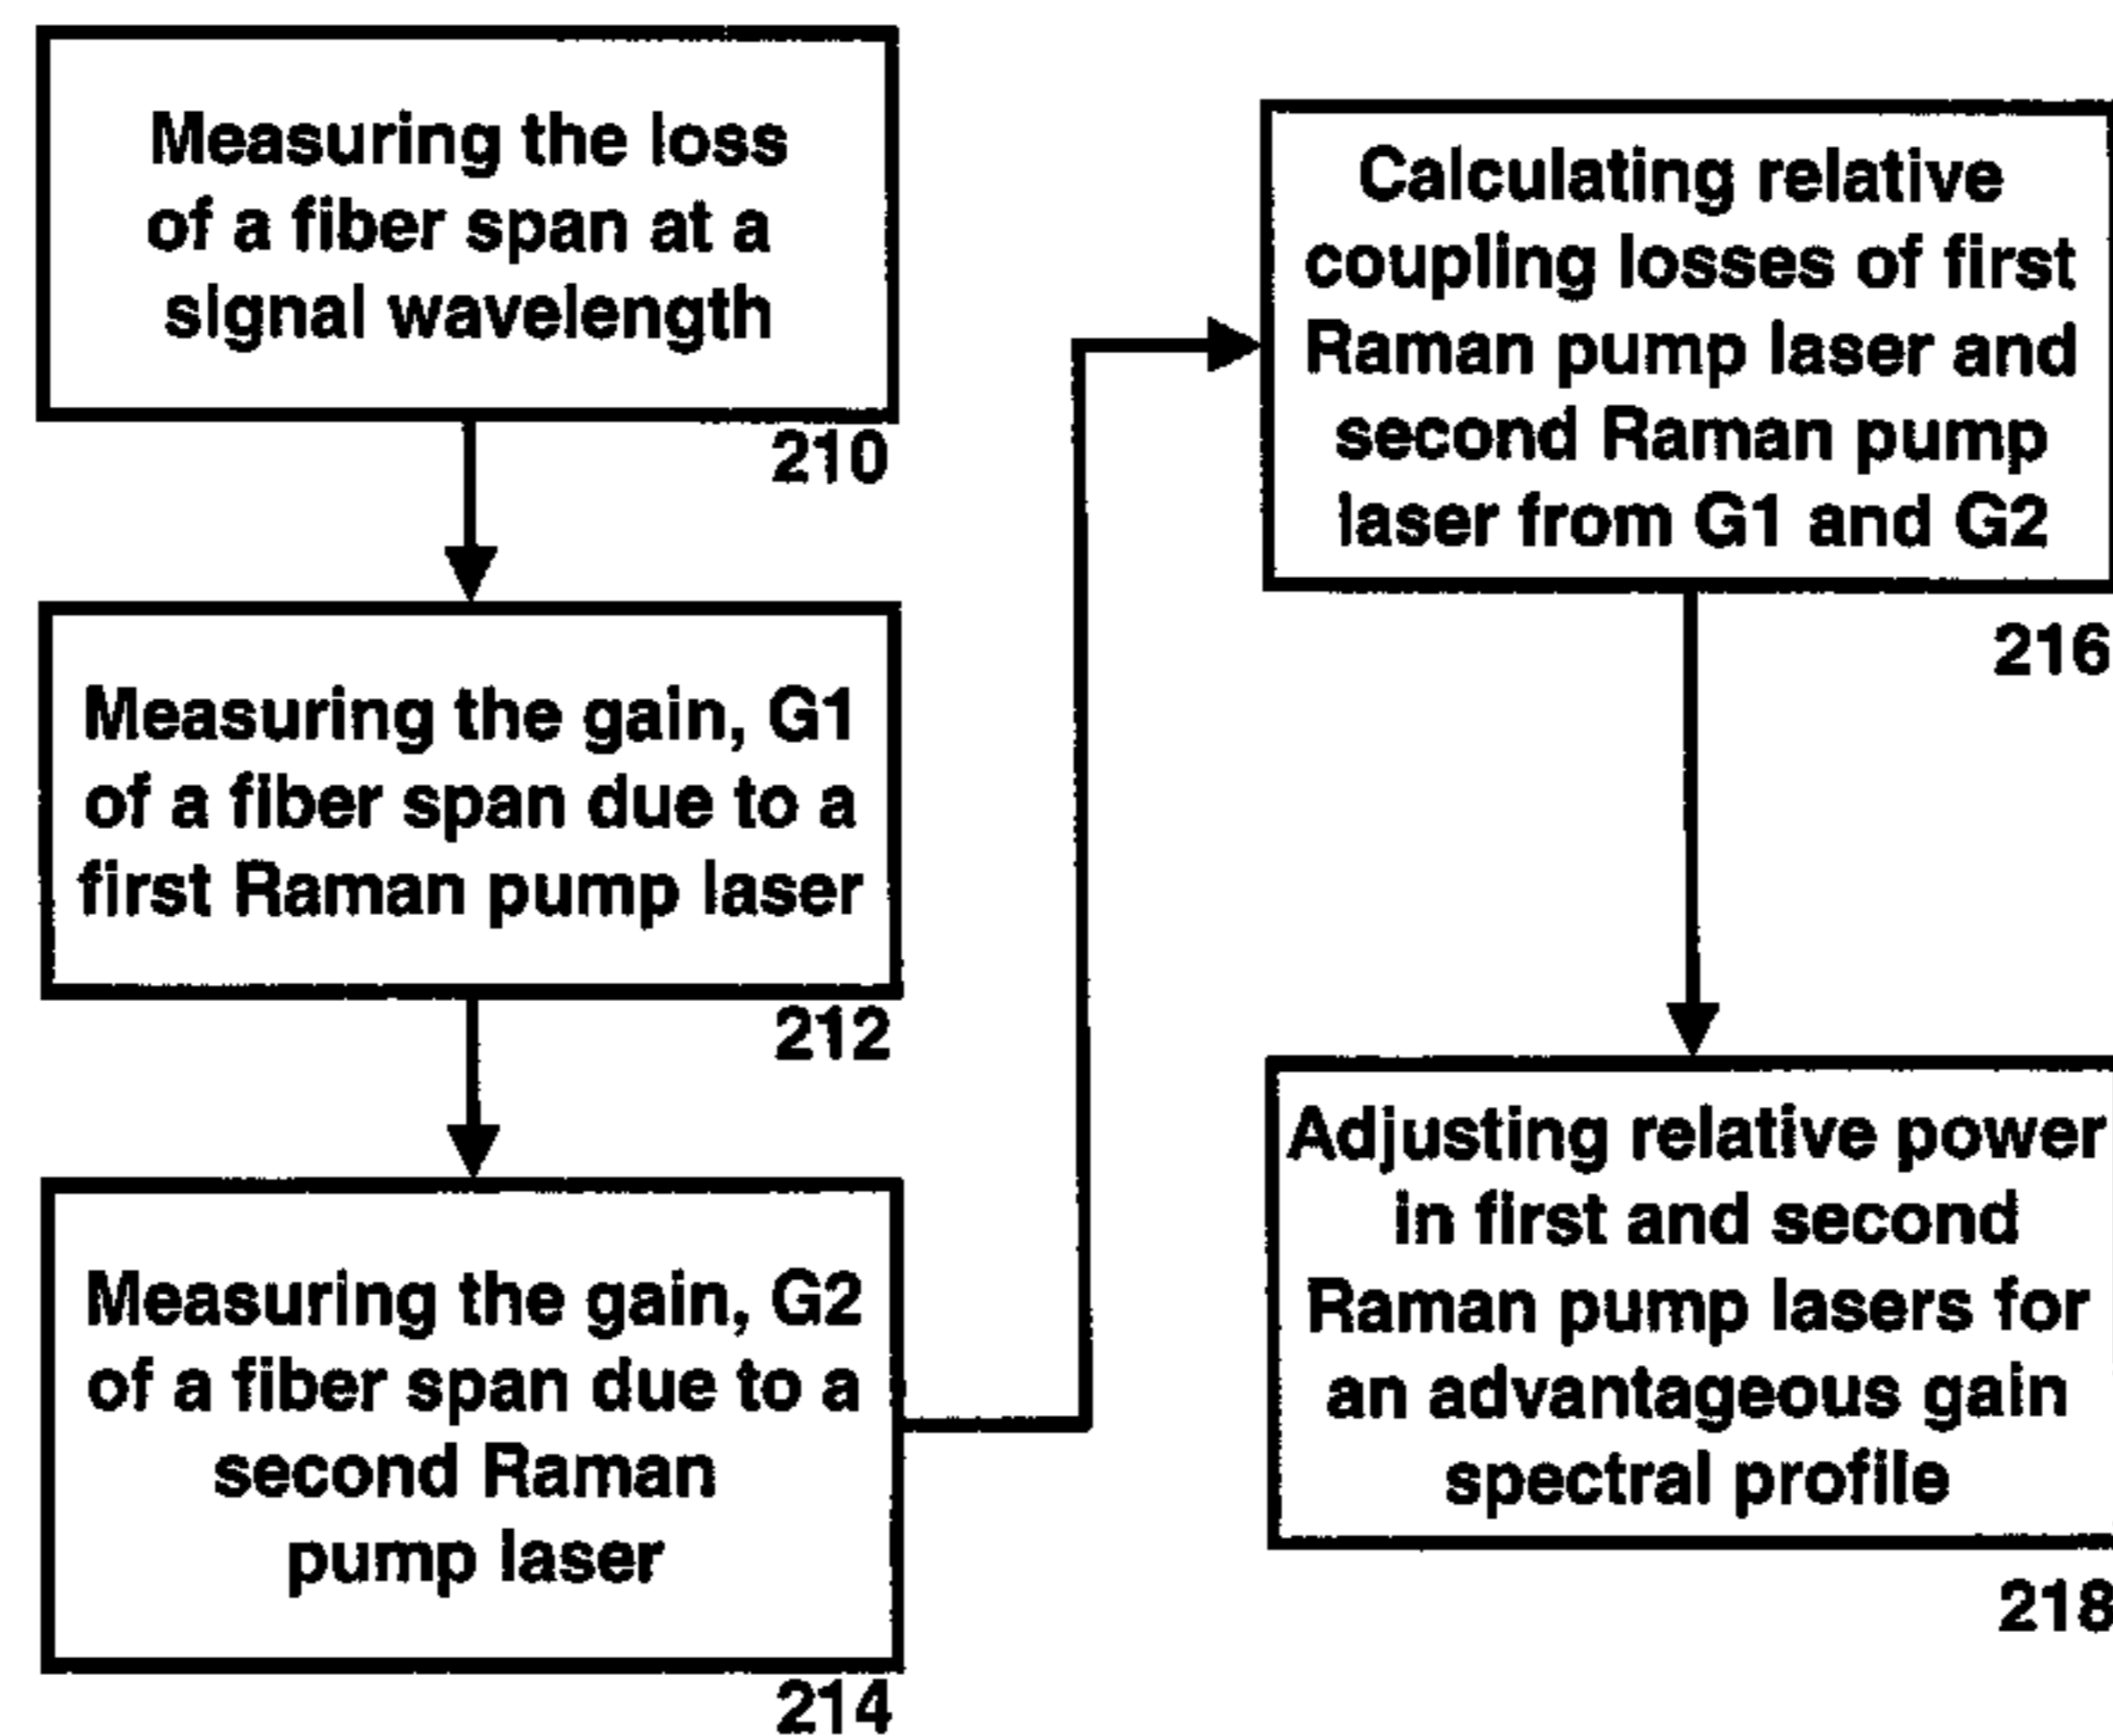 Measuring the loss
of a fiber span at a
signal wavelength
210
Measuring the gain, G1
of a fiber span due to a
first Raman pump laser
212
Measuring the gain, G2
of a fiber span due to a
second Raman
pump laser
214
Calculating relative
coupling losses of first
Raman pump laser and
second Raman pump
laser from G1 and G2
216
Adjusting relative power
in first and second
Raman pump lasers for
an advantageous gain
spectral profile
218